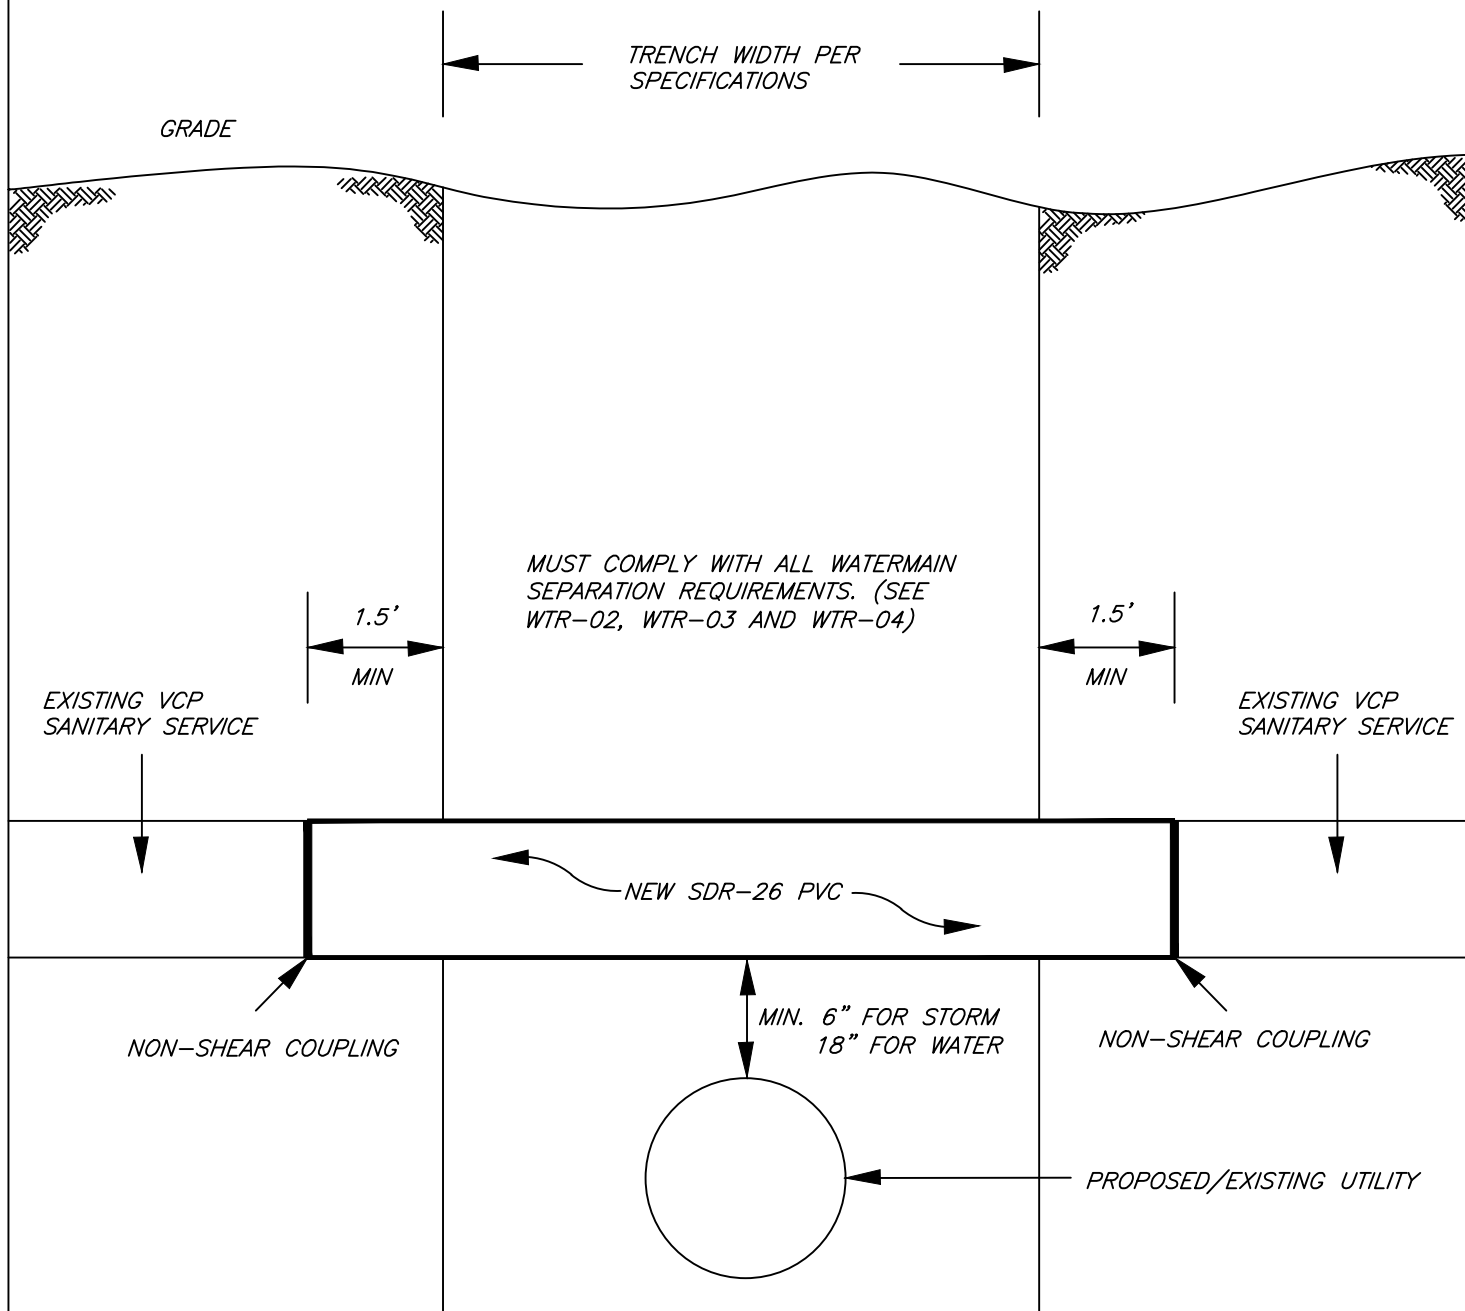 TRENCH WIDTH PER
SPECIFICATIONS
GRADE
MUST COMPLY WITH ALL WATERMAIN
SEPARATION REQUIREMENTS. (SEE
WTR-02, WTR-03 AND WTR-04)
1.5'
MIN
1.5'
MIN
EXISTING VCP
SANITARY SERVICE
EXISTING VCP
SANITARY SERVICE
NEW SDR-26 PVC
MIN. 6" FOR STORM
18" FOR WATER
NON-SHEAR COUPLING
NON-SHEAR COUPLING
PROPOSED/EXISTING UTILITY